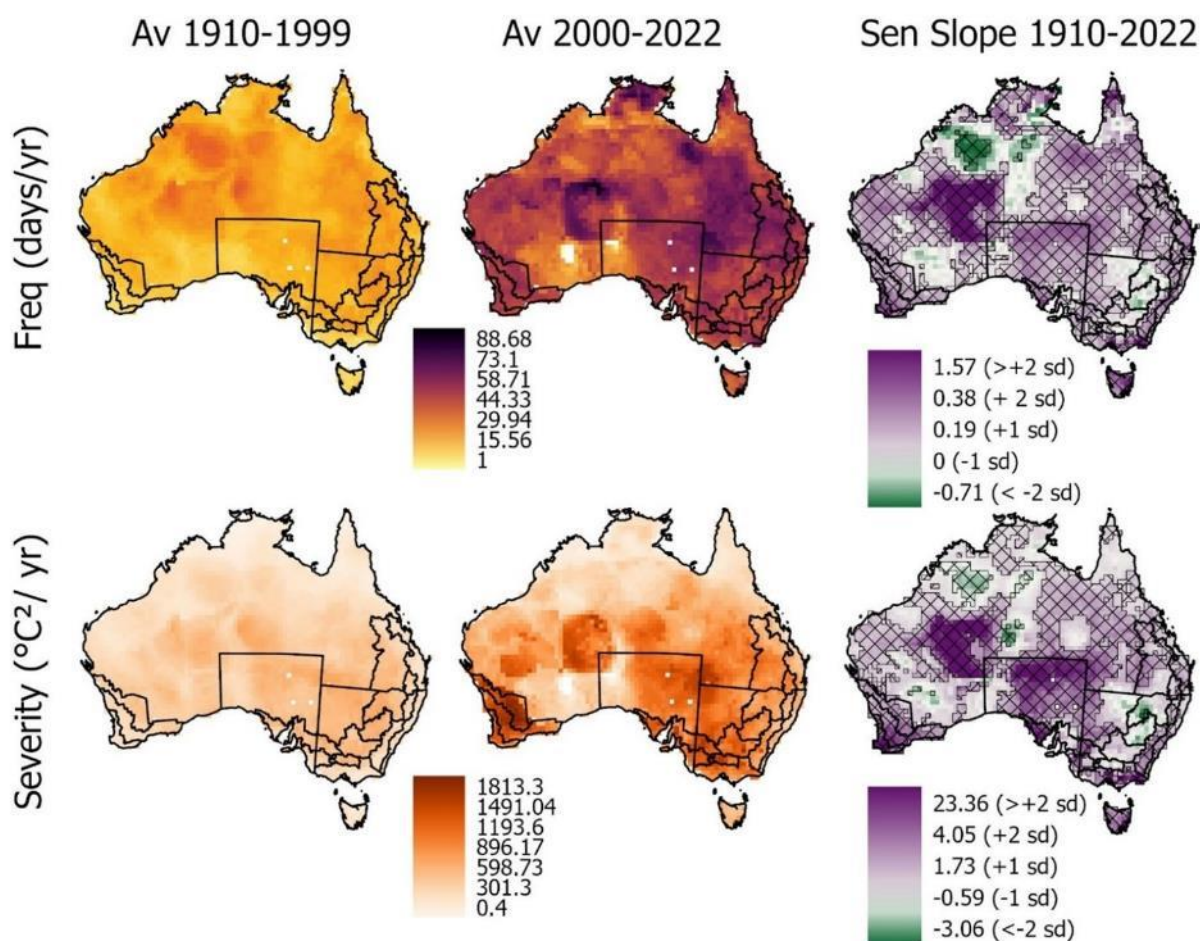 Av 1910-1999
Av 2000-2022
Sen Slope 1910-2022
Freq (days/yr)
88.68
73.1
58.71
44.33
29.94
15.56
1
1.57 (>+2 sd)
0.38 (+ 2 sd)
0.19 (+1 sd)
0 (-1 sd)
-0.71 (< -2 sd)
Severity (°C²/ yr)
1813.3
1491.04
1193.6
896.17
598.73
301.3
0.4
23.36 (>+2 sd)
4.05 (+2 sd)
1.73 (+1 sd)
-0.59 (-1 sd)
-3.06 (<-2 sd)